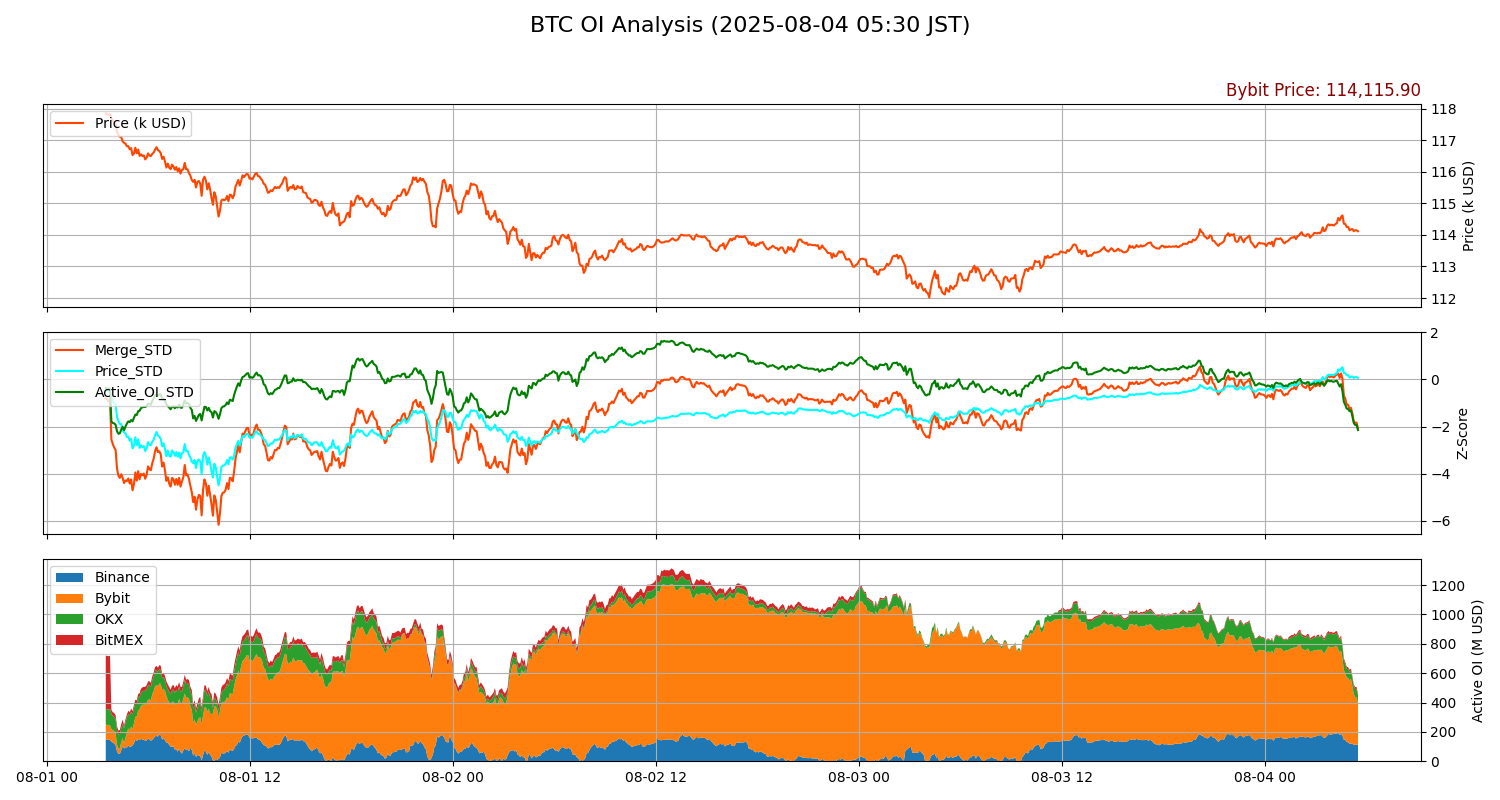 BTC OI Analysis (2025-08-04 05:30 JST)
Bybit Price: 114,115.90
Price (k USD)
118
117
116
115
114
113
112
Price (k USD)
Merge_STD
Price_STD
Active_OI_STD
2
0
−2
−4
−6
Z-Score
Binance
Bybit
OKX
BitMEX
1200
1000
800
600
400
200
0
Active OI (M USD)
08-01 00
08-01 12
08-02 00
08-02 12
08-03 00
08-03 12
08-04 00